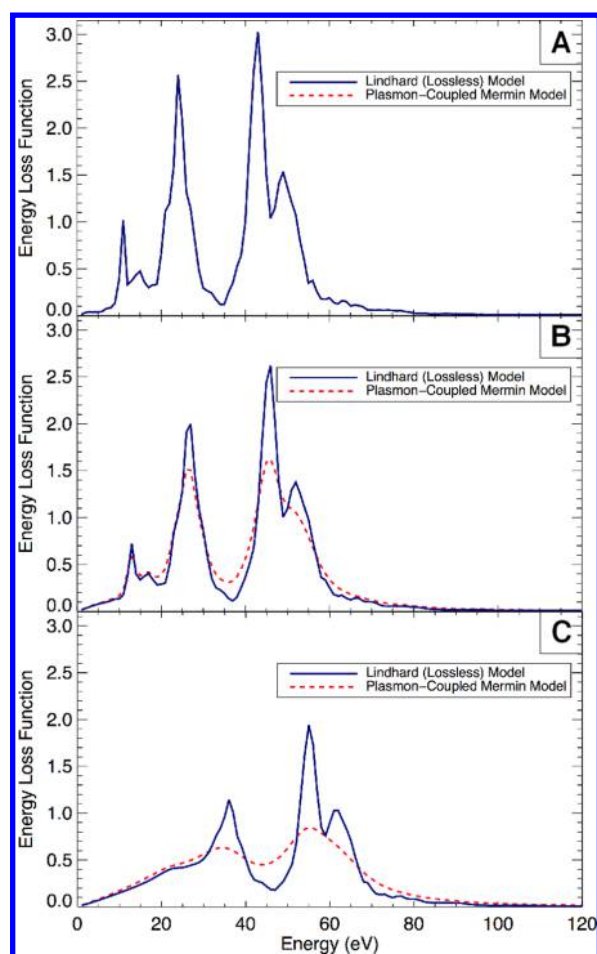 A
Lindhard (Lossless) Model
Plasmon-Coupled Mermin Model
Energy Loss Function
3.0
2.5
2.0
1.5
1.0
0.5
0.0
B
Lindhard (Lossless) Model
Plasmon-Coupled Mermin Model
Energy Loss Function
3.0
2.5
2.0
1.5
1.0
0.5
0.0
C
Lindhard (Lossless) Model
Plasmon-Coupled Mermin Model
Energy Loss Function
3.0
2.5
2.0
1.5
1.0
0.5
0.0
0 20 40 60 80 100 120
Energy (eV)